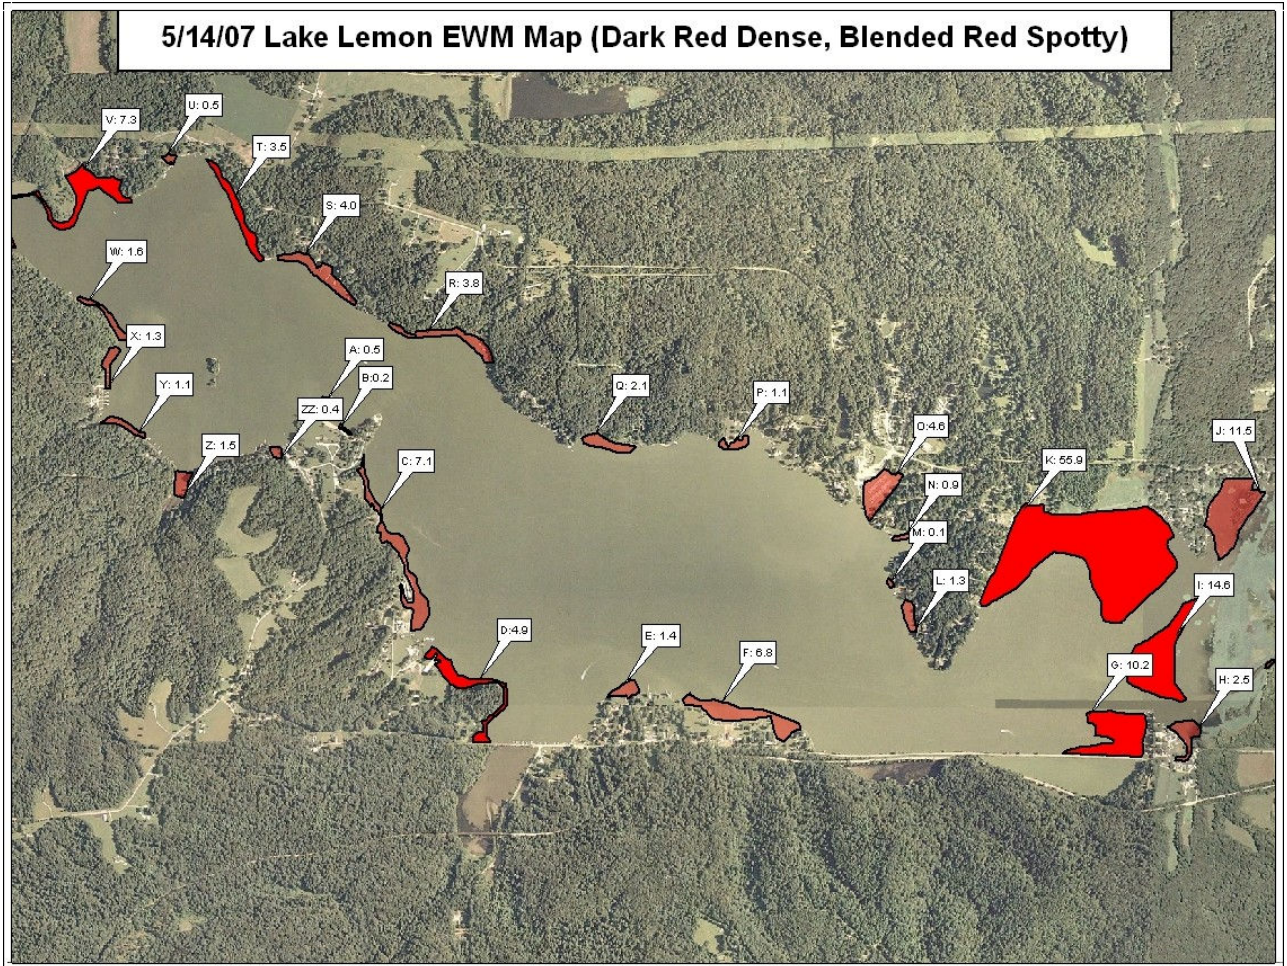 5/14/07 Lake Lemon EWM Map (Dark Red Dense, Blended Red Spotty)
U: 0.5
V: 7.3
T: 3.5
S: 4.0
W: 1.6
R: 3.8
X: 1.3
A: 0.5
B:0.2
Y: 1.1
Q: 2.1
P: 1.1
ZZ: 0.4
O:4.6
J: 11.5
Z: 1.5
C: 7.1
K: 55.9
N: 0.9
M: 0.1
L: 1.3
I: 14.6
D:4.9
E: 1.4
F: 6.8
G: 10.2
H: 2.5